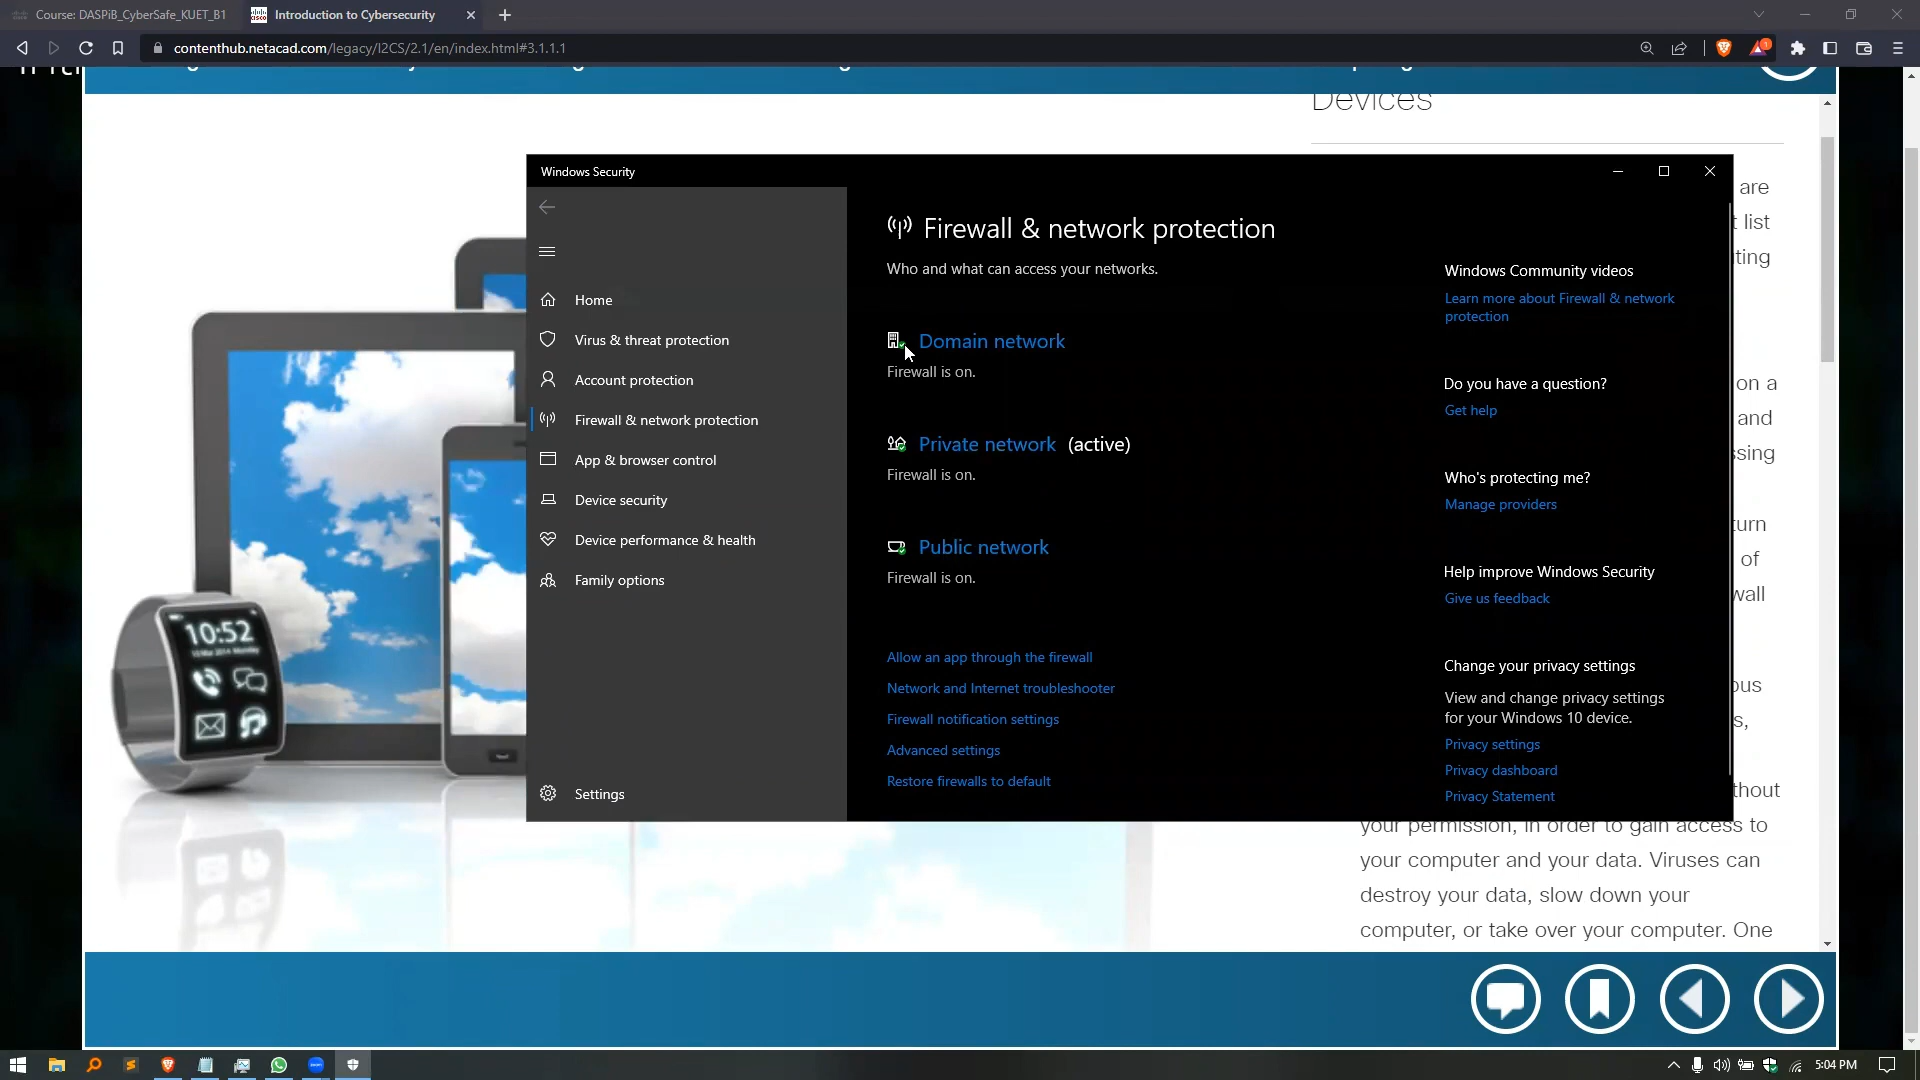 Course: DASPiB_CyberSafe_KUET_B1
Introduction to Cybersecurity
contenthub.netacad.com/legacy/I2CS/2.1/en/index.html#3.1.1.1
1
Devices
are
list
ting
on a
and
ssing
turn
of
wall
ous
s,
thout
your permission, in order to gain access to
your computer and your data. Viruses can
destroy your data, slow down your
computer, or take over your computer. One
10:52
Windows Security
Home
Virus & threat protection
Account protection
Firewall & network protection
App & browser control
Device security
Device performance & health
Family options
Settings
Firewall & network protection
Who and what can access your networks.
Domain network
Firewall is on.
Private network (active)
Firewall is on.
Public network
Firewall is on.
Allow an app through the firewall
Network and Internet troubleshooter
Firewall notification settings
Advanced settings
Restore firewalls to default
Windows Community videos
Learn more about Firewall & network
protection
Do you have a question?
Get help
Who's protecting me?
Manage providers
Help improve Windows Security
Give us feedback
Change your privacy settings
View and change privacy settings
for your Windows 10 device.
Privacy settings
Privacy dashboard
Privacy Statement
5:04 PM